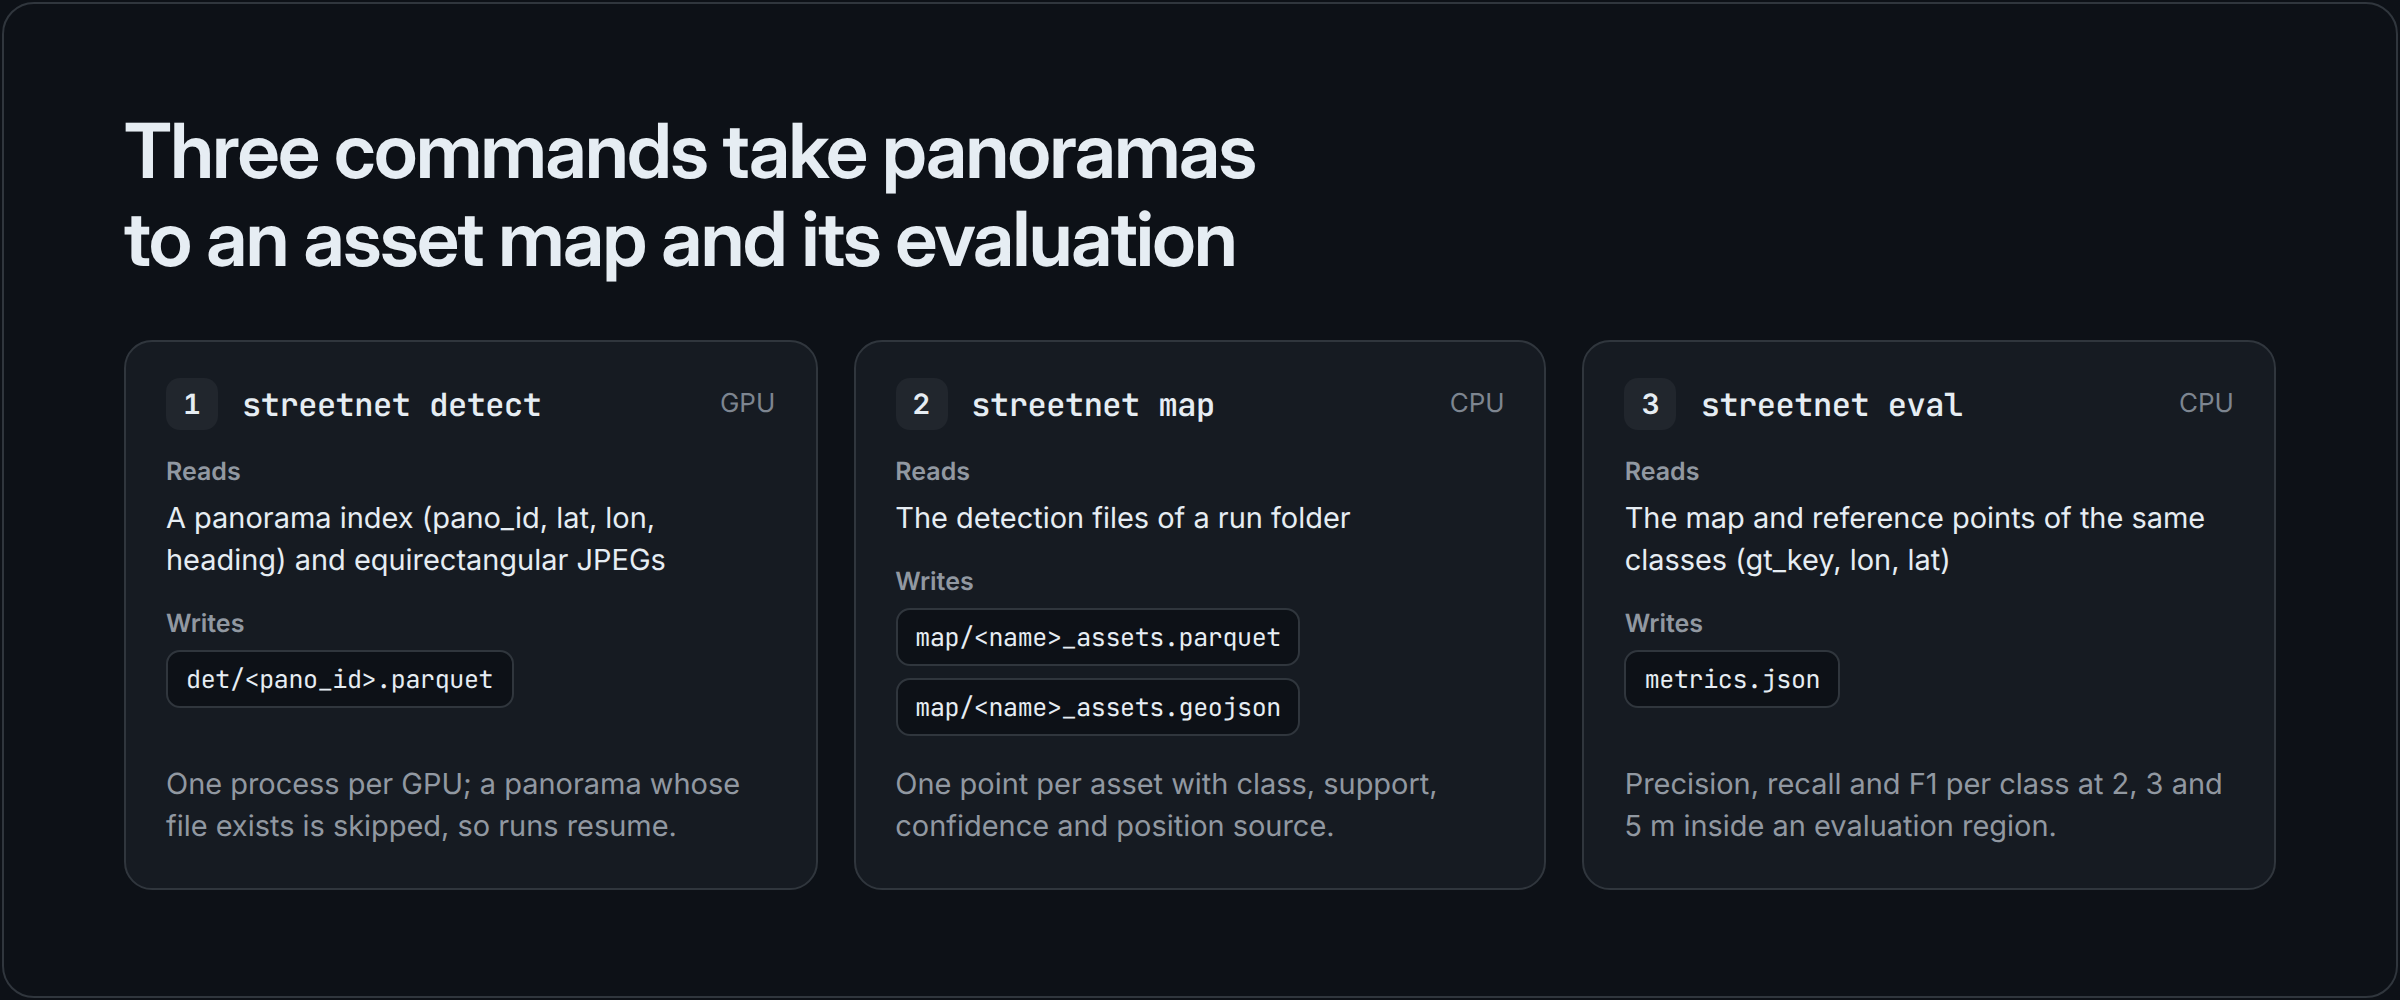 Three commands take panoramas
to an asset map and its evaluation
1 streetnet detect GPU
Reads
A panorama index (pano_id, lat, lon,
heading) and equirectangular JPEGs
Writes
det/<pano_id>.parquet
One process per GPU; a panorama whose
file exists is skipped, so runs resume.
2 streetnet map CPU
Reads
The detection files of a run folder
Writes
map/<name>_assets.parquet
map/<name>_assets.geojson
One point per asset with class, support,
confidence and position source.
3 streetnet eval CPU
Reads
The map and reference points of the same
classes (gt_key, lon, lat)
Writes
metrics.json
Precision, recall and F1 per class at 2, 3 and
5 m inside an evaluation region.